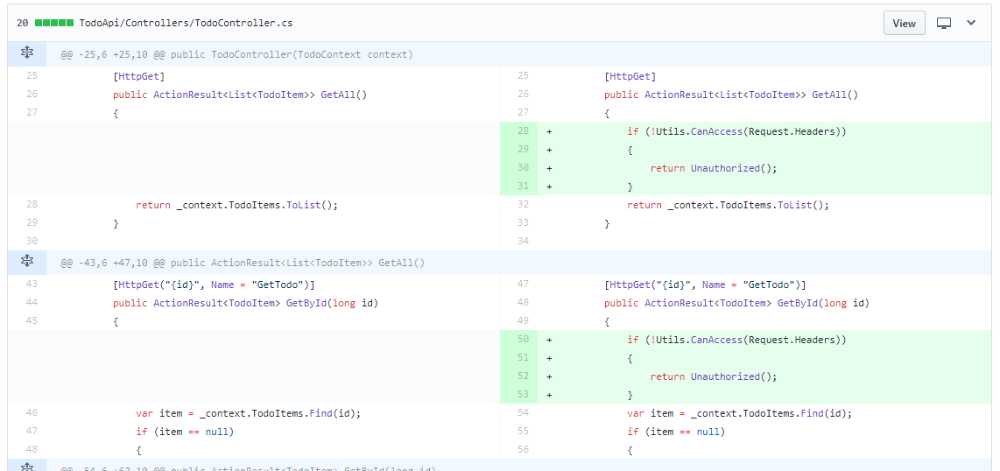 20 TodoApi/Controllers/TodoController.cs View
@@ -25,6 +25,10 @@ public TodoController(TodoContext context)
25 [HttpGet] 25 [HttpGet]
26 public ActionResult<List<TodoItem>> GetAll() 26 public ActionResult<List<TodoItem>> GetAll()
27 { 27 {
28 + if (!Utils.CanAccess(Request.Headers))
29 + {
30 + return Unauthorized();
31 + }
28 return _context.TodoItems.ToList(); 32 return _context.TodoItems.ToList();
29 } 33 }
30 34
@@ -43,6 +47,10 @@ public ActionResult<List<TodoItem>> GetAll()
43 [HttpGet("{id}", Name = "GetTodo")] 47 [HttpGet("{id}", Name = "GetTodo")]
44 public ActionResult<TodoItem> GetById(long id) 48 public ActionResult<TodoItem> GetById(long id)
45 { 49 {
50 + if (!Utils.CanAccess(Request.Headers))
51 + {
52 + return Unauthorized();
53 + }
46 var item = _context.TodoItems.Find(id); 54 var item = _context.TodoItems.Find(id);
47 if (item == null) 55 if (item == null)
48 { 56 {
@@ -54,6 +62,10 @@ public ActionResult<TodoItem> GetById(long id)